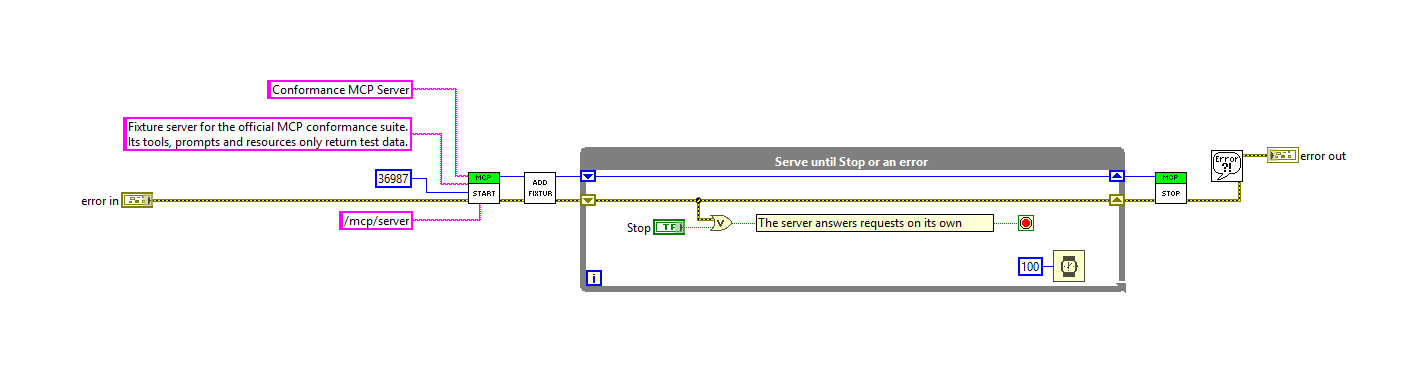 Conformance MCP Server
Fixture server for the official MCP conformance suite.
Its tools, prompts and resources only return test data.
36987
error in
/mcp/server
MCP
START
ADD
FIXTUR
Serve until Stop or an error
Stop
TF
V
The server answers requests on its own
100
i
MCP
STOP
Error
?!
error out